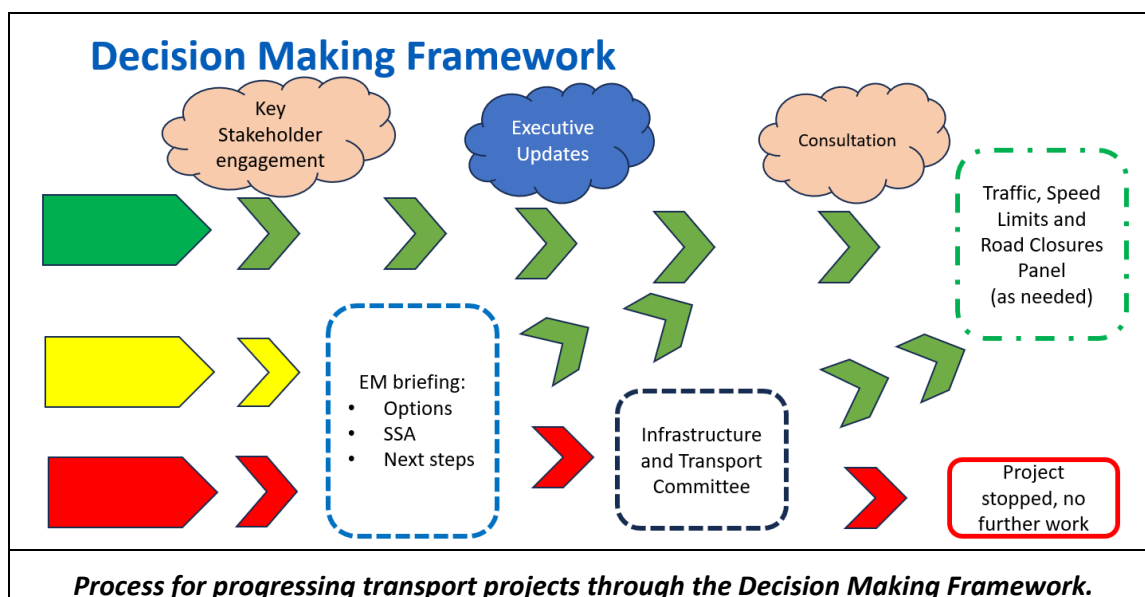 Decision Making Framework
Key
Stakeholder
engagement
Executive
Updates
Consultation
Traffic, Speed
Limits and
Road Closures
Panel
(as needed)
EM briefing:
• Options
• SSA
• Next steps
Infrastructure
and Transport
Committee
Project
stopped, no
further work
Process for progressing transport projects through the Decision Making Framework.